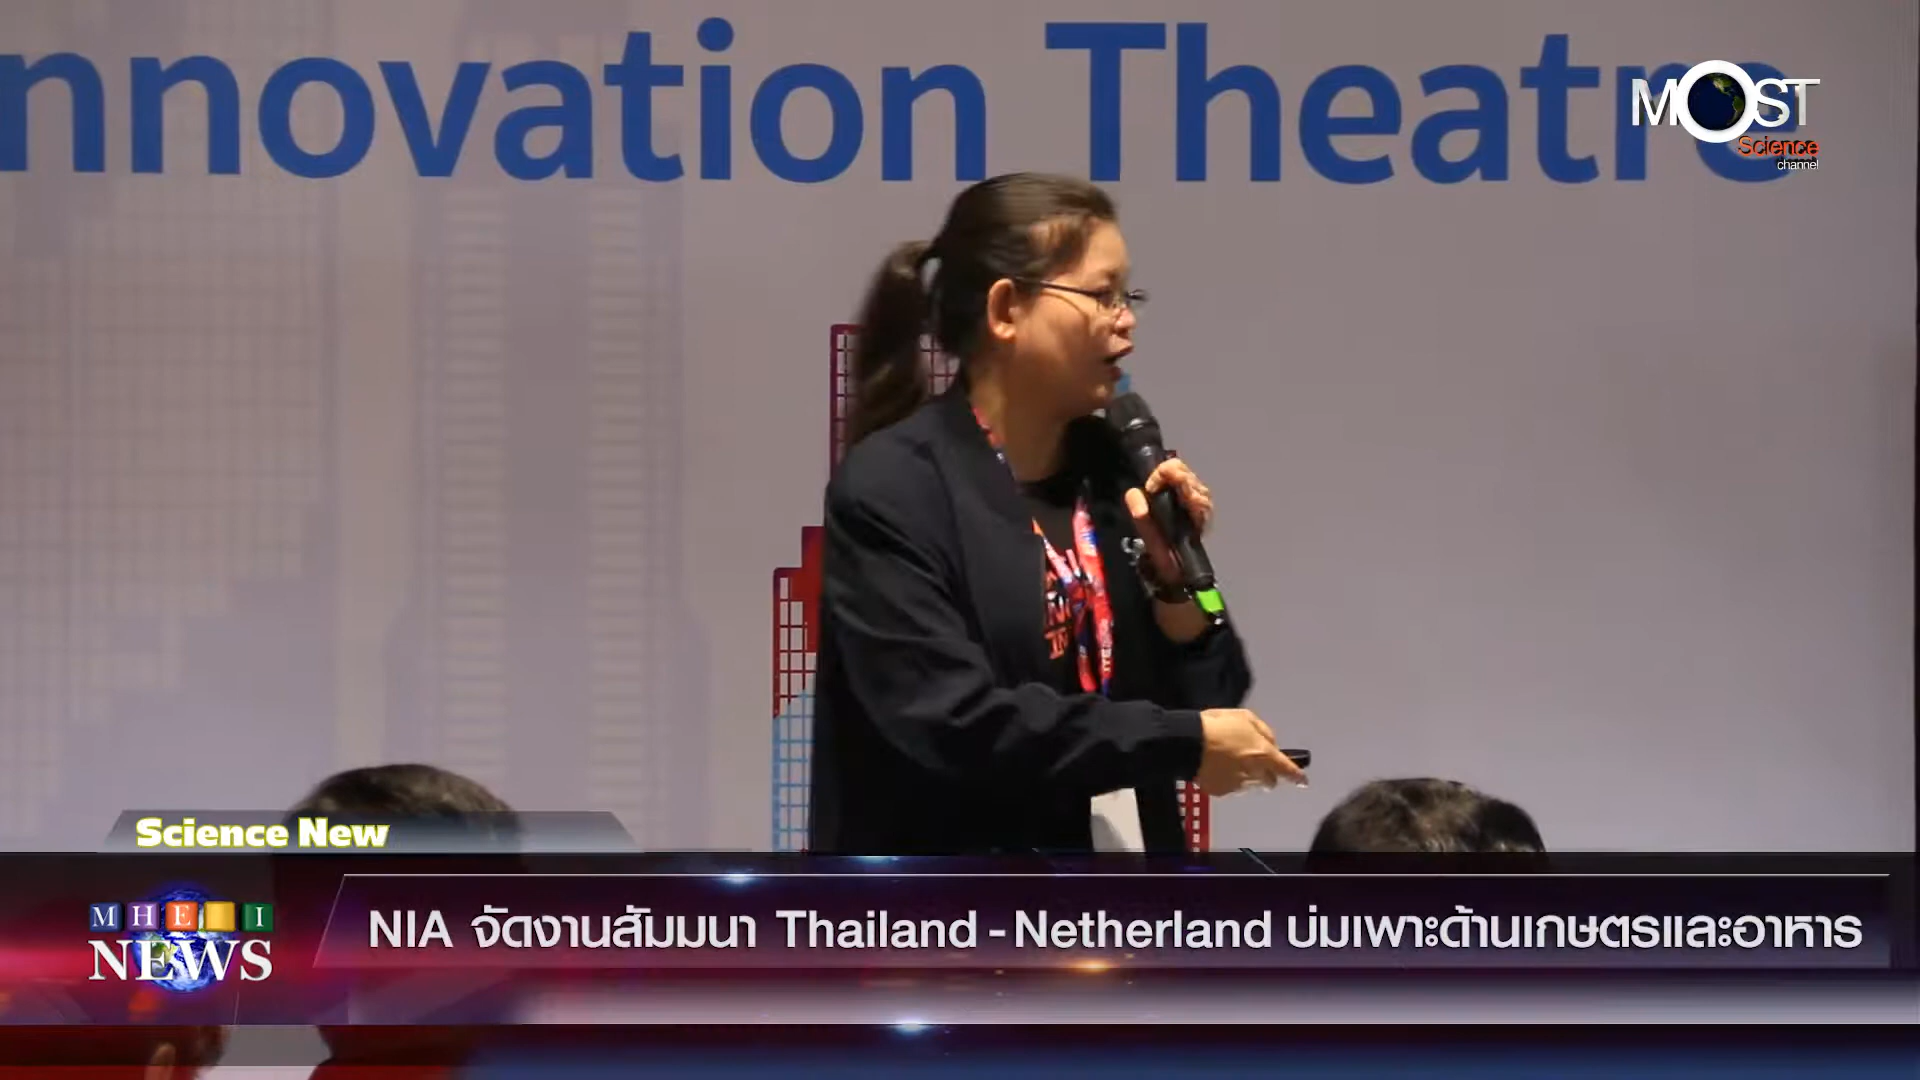 nnovation Theatre
MOST
Science
channel
Science New
MHESI
NEWS
NIA จัดงานสัมมนา Thailand - Netherland บ่มเพาะด้านเกษตรและอาหาร